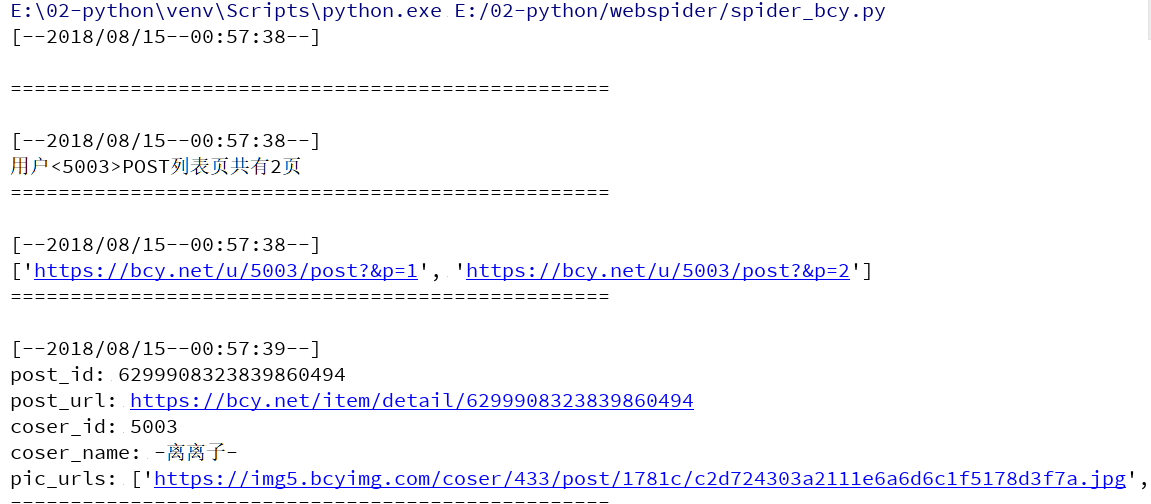 E:\02-python\venv\Scripts\python.exe E:/02-python/webspider/spider_bcy.py
[--2018/08/15--00:57:38--]
==================================================
[--2018/08/15--00:57:38--]
用户<5003>POST列表页共有2页
==================================================
[--2018/08/15--00:57:38--]
['https://bcy.net/u/5003/post?&p=1', 'https://bcy.net/u/5003/post?&p=2']
==================================================
[--2018/08/15--00:57:39--]
post_id: 6299908323839860494
post_url: https://bcy.net/item/detail/6299908323839860494
coser_id: 5003
coser_name: -离离子-
pic_urls: ['https://img5.bcyimg.com/coser/433/post/1781c/c2d724303a2111e6a6d6c1f5178d3f7a.jpg',
==================================================